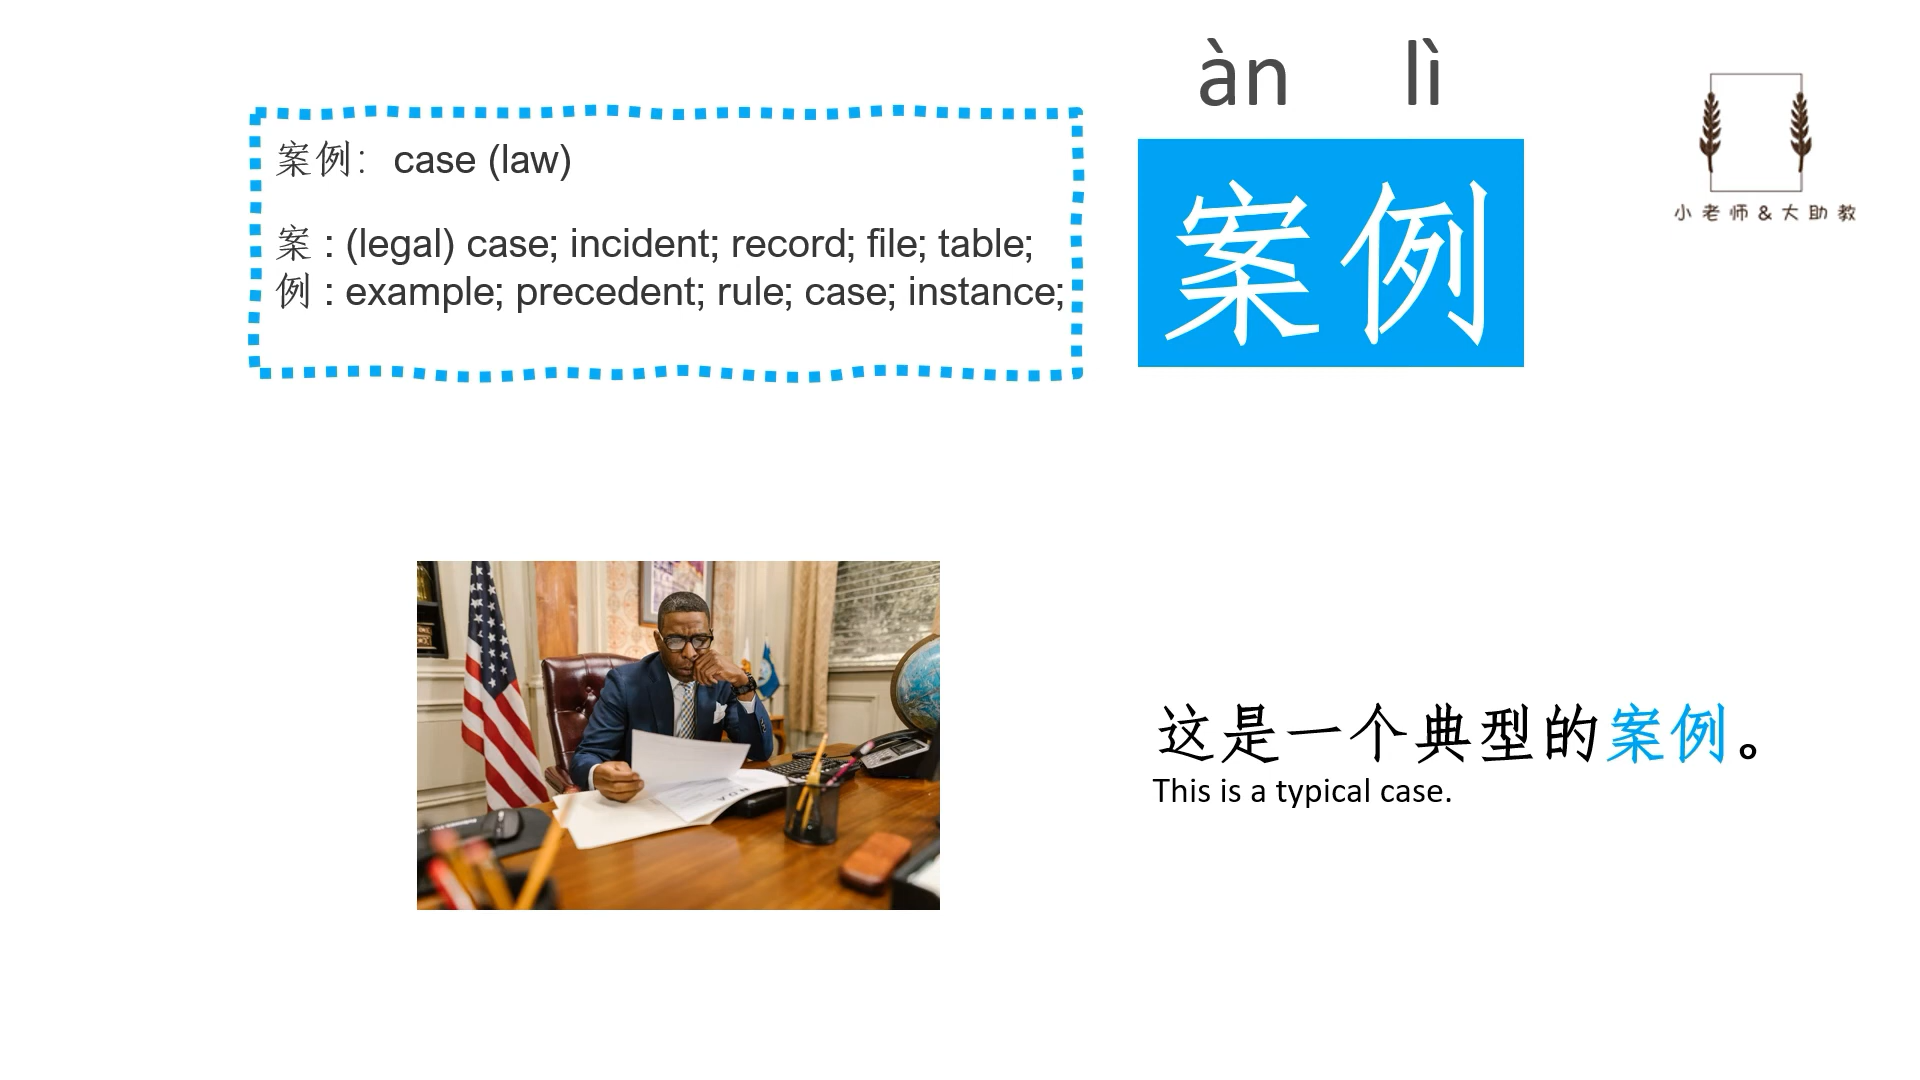 àn lì
案例：case (law)
案 : (legal) case; incident; record; file; table;
例 : example; precedent; rule; case; instance;
案例
小老师&大助教
NDA
这是一个典型的案例。
This is a typical case.